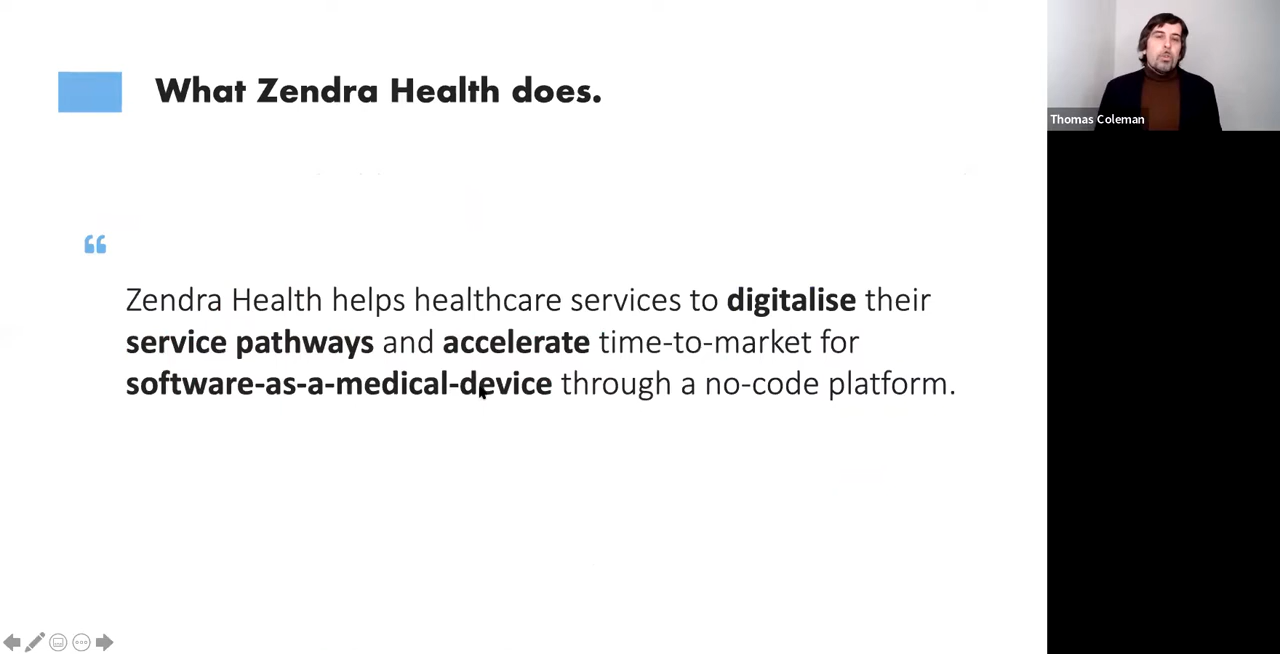 What Zendra Health does.
“
Zendra Health helps healthcare services to digitalise their
service pathways and accelerate time-to-market for
software-as-a-medical-device through a no-code platform.
Thomas Coleman